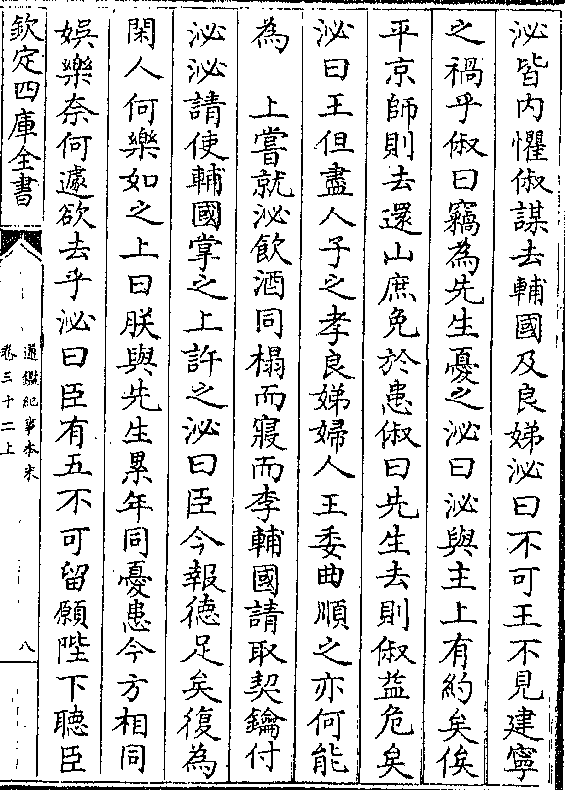 泌皆内懼俶謀去輔國及良娣泌曰不可王不見建寧
之禍乎俶曰竊為先生憂之泌曰泌與主上有約矣俟
平京師則去還山庶免於患俶曰先生去則俶益危矣
泌曰王但盡人子之孝良娣婦人王委曲順之亦何能
為　上嘗就泌飲酒同榻而寢而李輔國請取契鑰付
泌泌請使輔國掌之上許之泌曰臣今報德足矣復為
閑人何樂如之上曰朕與先生累年同憂患今方相同
娛樂奈何遽欲去乎泌曰臣有五不可留願陛下聽臣
欽定四庫全書
通鑑紀事本末
卷三十二上
八